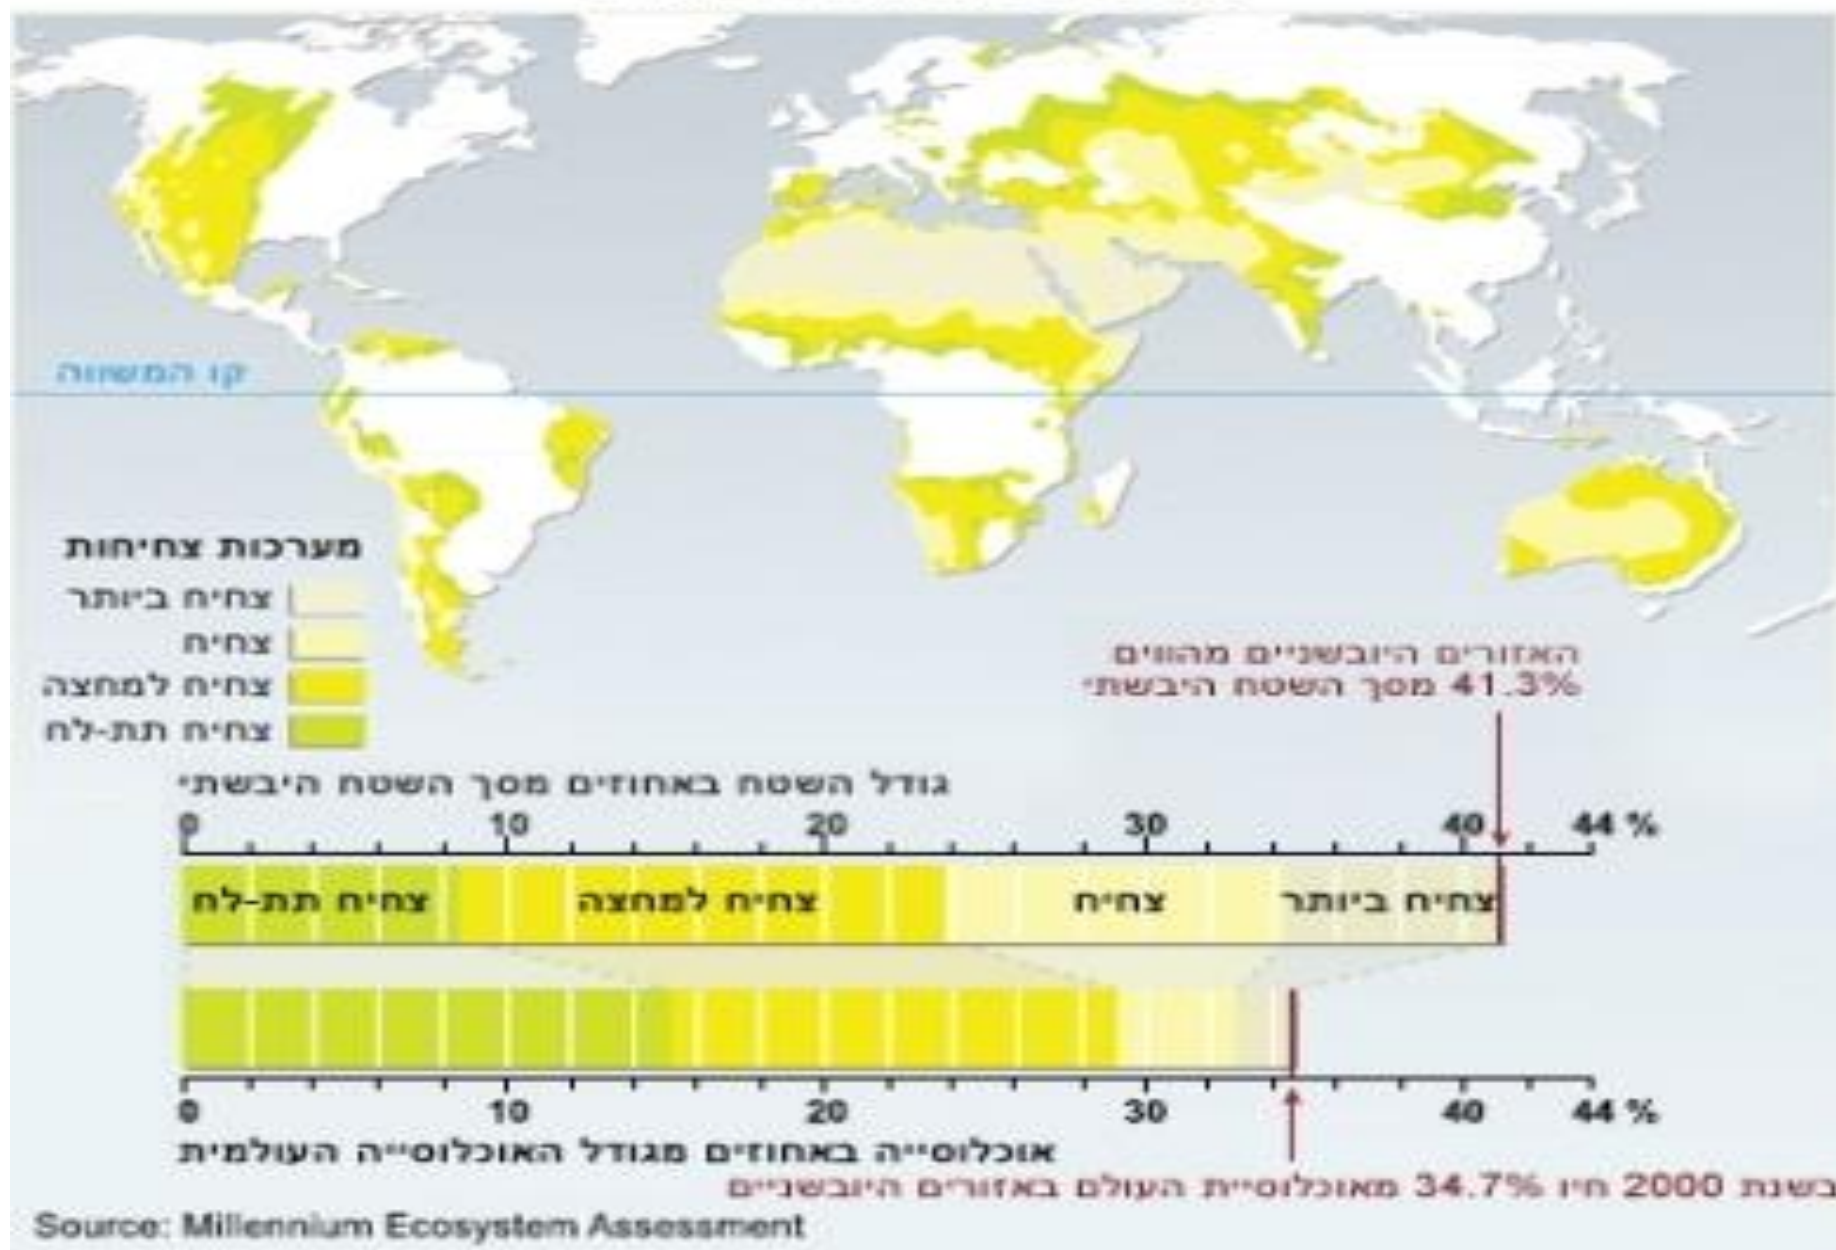 קו המשווה
מערכות צחיחות
צחיח ביותר
צחיח
צחיח למחצה
צחיח תת-לח
האזורים היובשניים מהווים
41.3% מסך השטח היבשתי
גודל השטח באחוזים מסך השטח היבשתי
0 10 20 30 40 44 %
צחיח תת-לח צחיח למחצה צחיח צחיח ביותר
0 10 20 30 40 44 %
אוכלוסייה באחוזים מגודל האוכלוסייה העולמית
בשנת 2000 חיו 34.7% מאוכלוסיית העולם באזורים היובשניים
Source: Millennium Ecosystem Assessment